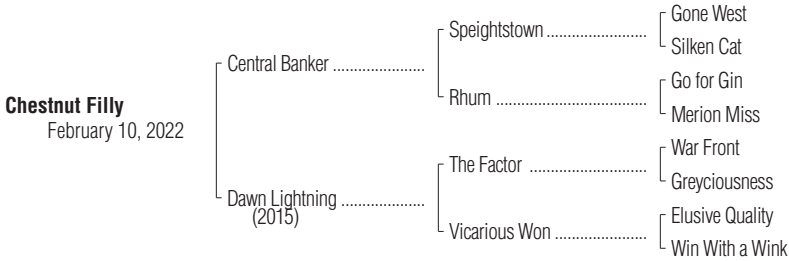 Gone West
Speightstown
Silken Cat
Central Banker
Go for Gin
Rhum
Merion Miss
Chestnut Filly
February 10, 2022
War Front
The Factor
Greyciousness
Dawn Lightning
(2015)
Elusive Quality
Vicarious Won
Win With a Wink